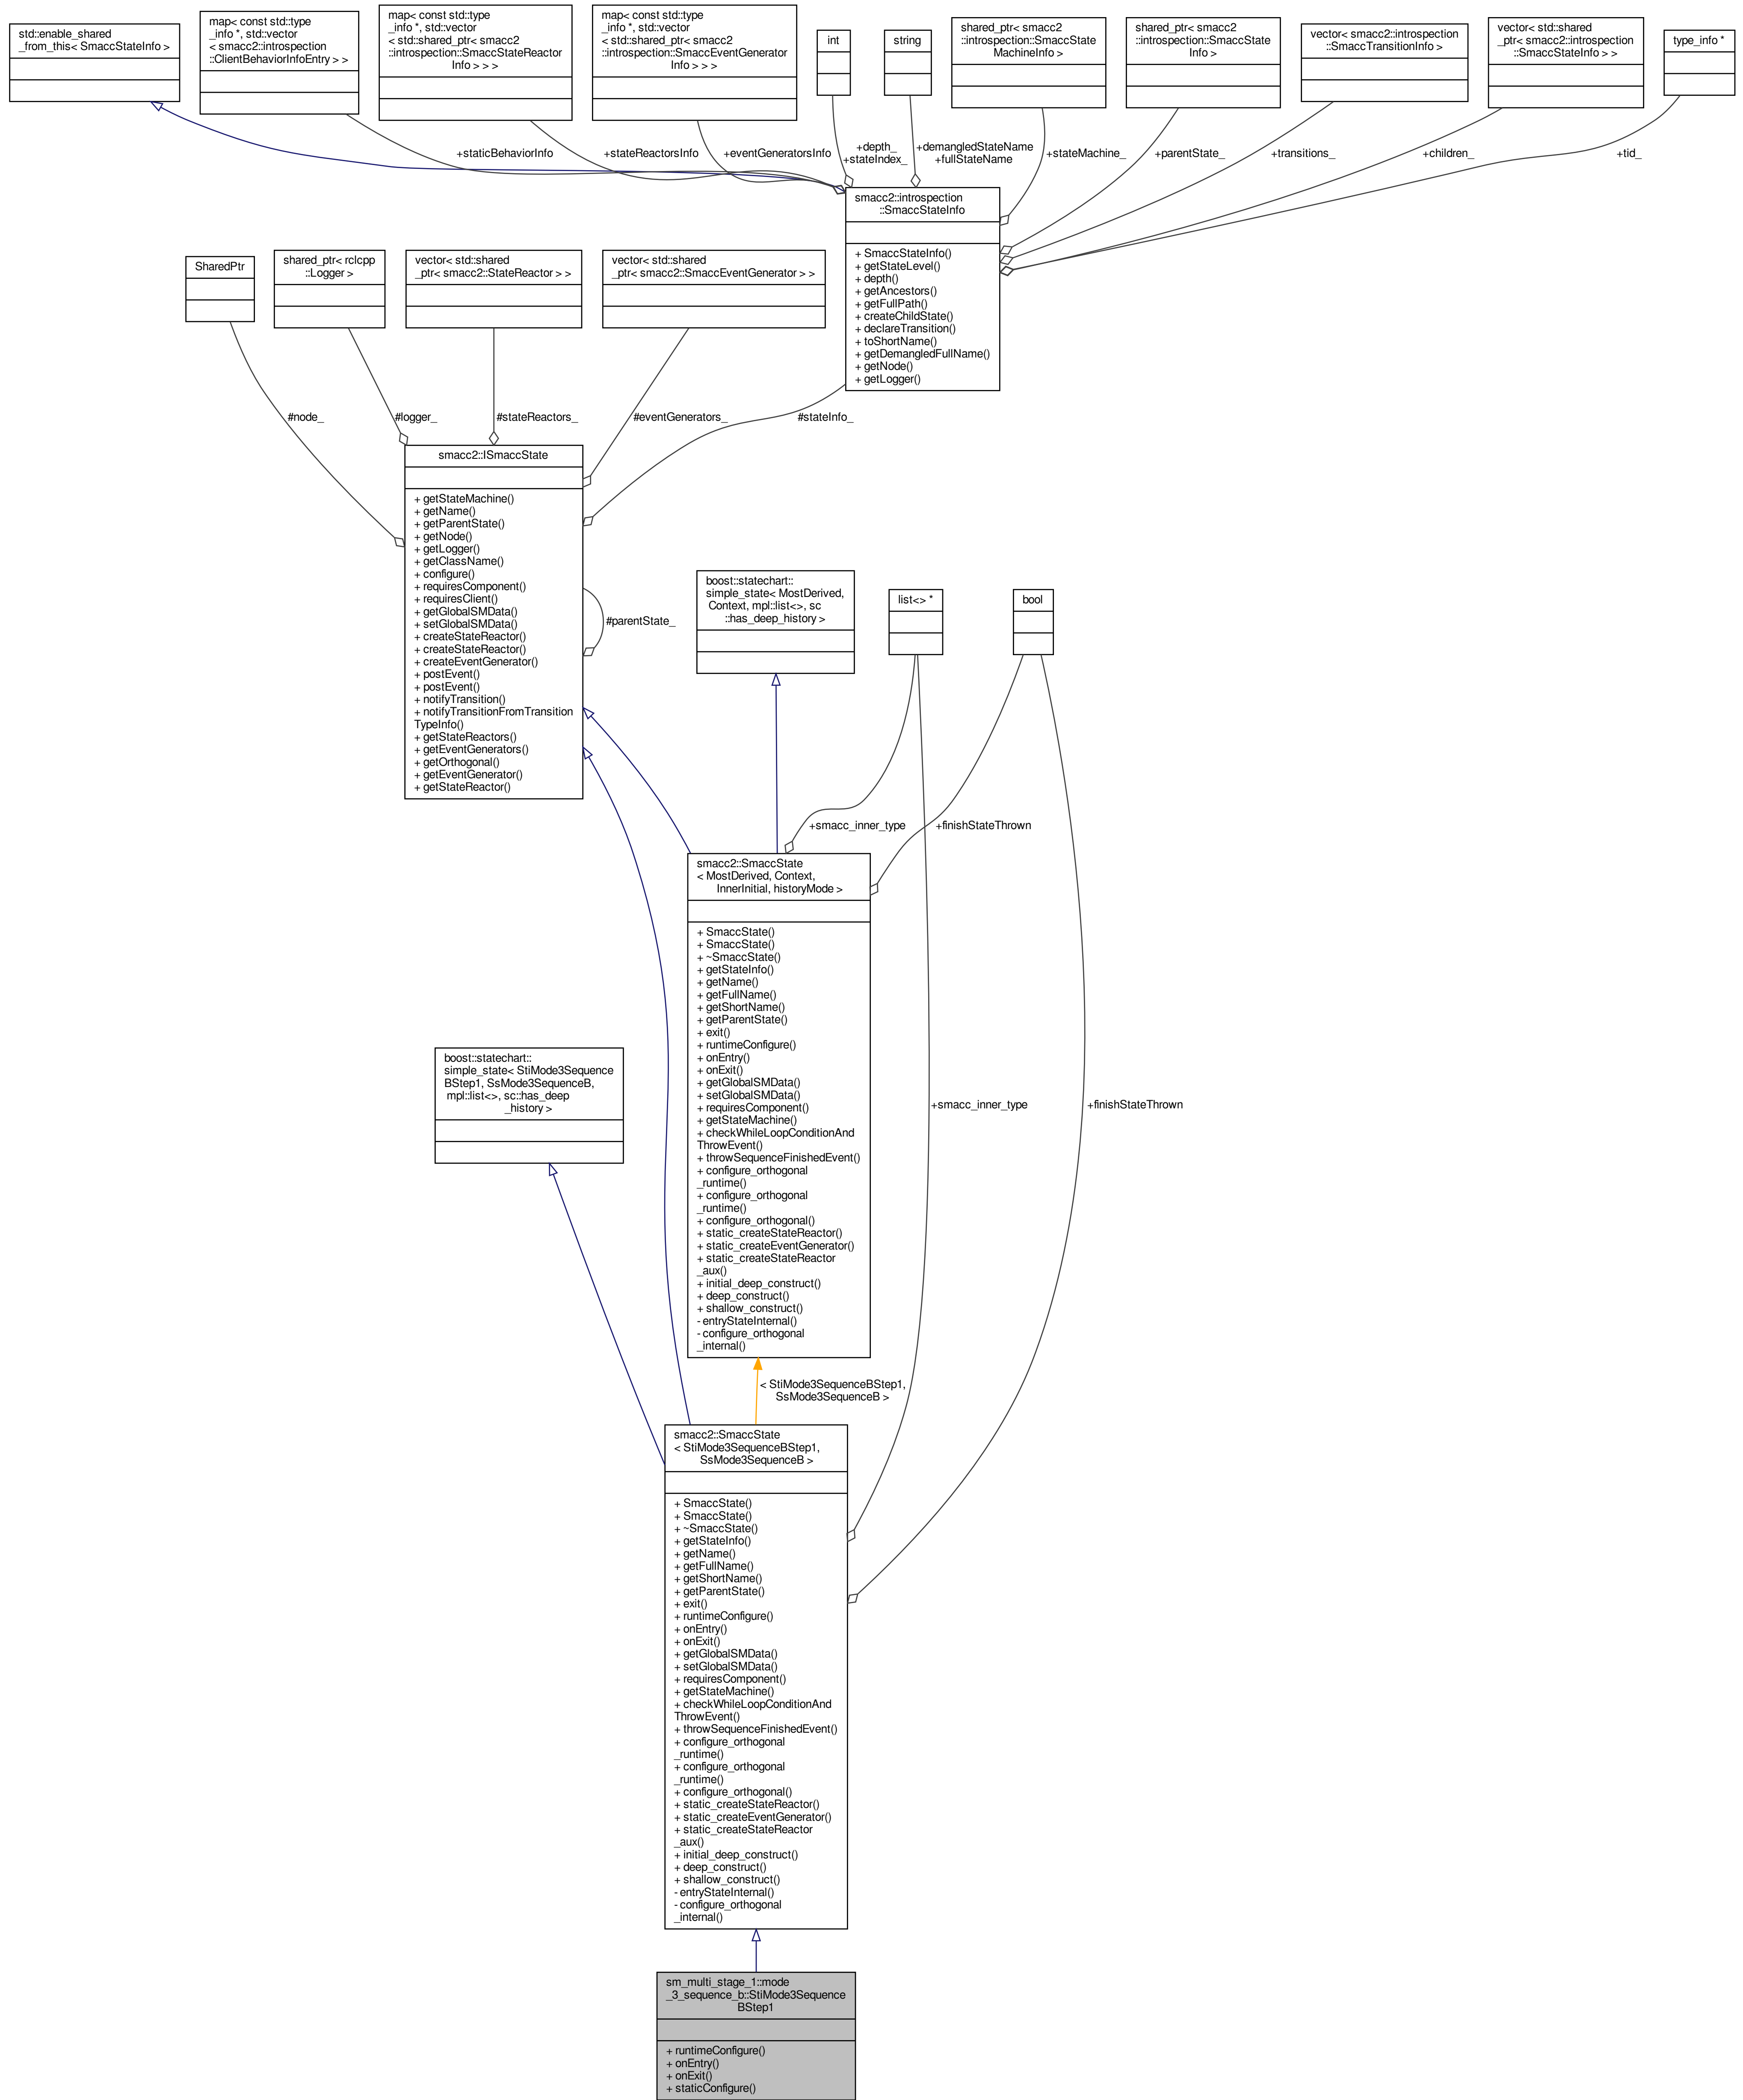 std::enable_shared
_from_this< SmaccStateInfo >
map< const std::type
_info *, std::vector
< smacc2::introspection
::ClientBehaviorInfoEntry > >
map< const std::type
_info *, std::vector
< std::shared_ptr< smacc2
::introspection::SmaccStateReactor
Info > > >
map< const std::type
_info *, std::vector
< std::shared_ptr< smacc2
::introspection::SmaccEventGenerator
Info > > >
int
string
shared_ptr< smacc2
::introspection::SmaccState
MachineInfo >
shared_ptr< smacc2
::introspection::SmaccState
Info >
vector< smacc2::introspection
::SmaccTransitionInfo >
vector< std::shared
_ptr< smacc2::introspection
::SmaccStateInfo > >
type_info *
+staticBehaviorInfo
+stateReactorsInfo
+eventGeneratorsInfo
+depth_
+stateIndex_
+demangledStateName
+fullStateName
+stateMachine_
+parentState_
+transitions_
+children_
+tid_
smacc2::introspection
::SmaccStateInfo
+ SmaccStateInfo()
+ getStateLevel()
+ depth()
+ getAncestors()
+ getFullPath()
+ createChildState()
+ declareTransition()
+ toShortName()
+ getDemangledFullName()
+ getNode()
+ getLogger()
SharedPtr
shared_ptr< rclcpp
::Logger >
vector< std::shared
_ptr< smacc2::StateReactor > >
vector< std::shared
_ptr< smacc2::SmaccEventGenerator > >
#node_
#logger_
#stateReactors_
#eventGenerators_
#stateInfo_
smacc2::ISmaccState
+ getStateMachine()
+ getName()
+ getParentState()
+ getNode()
+ getLogger()
+ getClassName()
+ configure()
+ requiresComponent()
+ requiresClient()
+ getGlobalSMData()
+ setGlobalSMData()
+ createStateReactor()
+ createStateReactor()
+ createEventGenerator()
+ postEvent()
+ postEvent()
+ notifyTransition()
+ notifyTransitionFromTransition
TypeInfo()
+ getStateReactors()
+ getEventGenerators()
+ getOrthogonal()
+ getEventGenerator()
+ getStateReactor()
#parentState_
boost::statechart::
simple_state< MostDerived,
Context, mpl::list<>, sc
::has_deep_history >
list<> *
bool
+smacc_inner_type
+finishStateThrown
smacc2::SmaccState
< MostDerived, Context,
InnerInitial, historyMode >
+ SmaccState()
+ SmaccState()
+ ~SmaccState()
+ getStateInfo()
+ getName()
+ getFullName()
+ getShortName()
+ getParentState()
+ exit()
+ runtimeConfigure()
+ onEntry()
+ onExit()
+ getGlobalSMData()
+ setGlobalSMData()
+ requiresComponent()
+ getStateMachine()
+ checkWhileLoopConditionAnd
ThrowEvent()
+ throwSequenceFinishedEvent()
+ configure_orthogonal
_runtime()
+ configure_orthogonal
_runtime()
+ configure_orthogonal()
+ static_createStateReactor()
+ static_createEventGenerator()
+ static_createStateReactor
_aux()
+ initial_deep_construct()
+ deep_construct()
+ shallow_construct()
- entryStateInternal()
- configure_orthogonal
_internal()
boost::statechart::
simple_state< StiMode3Sequence
BStep1, SsMode3SequenceB,
mpl::list<>, sc::has_deep
_history >
+smacc_inner_type
+finishStateThrown
< StiMode3SequenceBStep1,
SsMode3SequenceB >
smacc2::SmaccState
< StiMode3SequenceBStep1,
SsMode3SequenceB >
+ SmaccState()
+ SmaccState()
+ ~SmaccState()
+ getStateInfo()
+ getName()
+ getFullName()
+ getShortName()
+ getParentState()
+ exit()
+ runtimeConfigure()
+ onEntry()
+ onExit()
+ getGlobalSMData()
+ setGlobalSMData()
+ requiresComponent()
+ getStateMachine()
+ checkWhileLoopConditionAnd
ThrowEvent()
+ throwSequenceFinishedEvent()
+ configure_orthogonal
_runtime()
+ configure_orthogonal
_runtime()
+ configure_orthogonal()
+ static_createStateReactor()
+ static_createEventGenerator()
+ static_createStateReactor
_aux()
+ initial_deep_construct()
+ deep_construct()
+ shallow_construct()
- entryStateInternal()
- configure_orthogonal
_internal()
sm_multi_stage_1::mode
_3_sequence_b::StiMode3Sequence
BStep1
+ runtimeConfigure()
+ onEntry()
+ onExit()
+ staticConfigure()